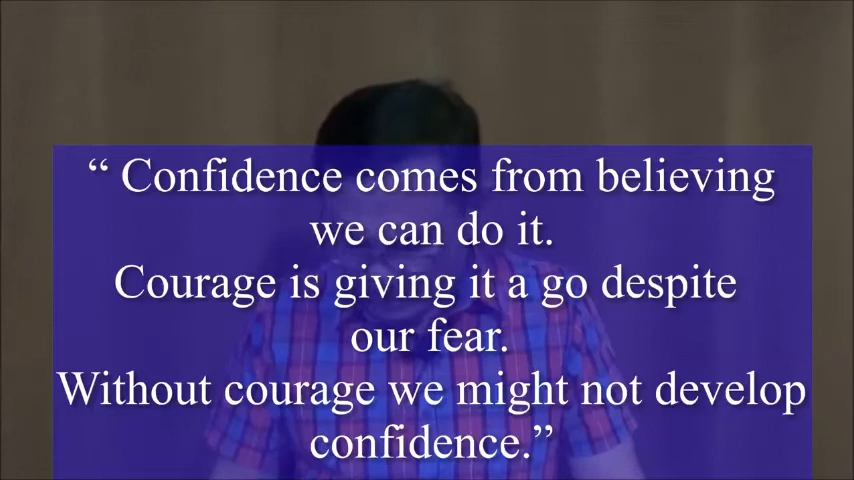 “ Confidence comes from believing
we can do it.
Courage is giving it a go despite
our fear.
Without courage we might not develop
confidence.”